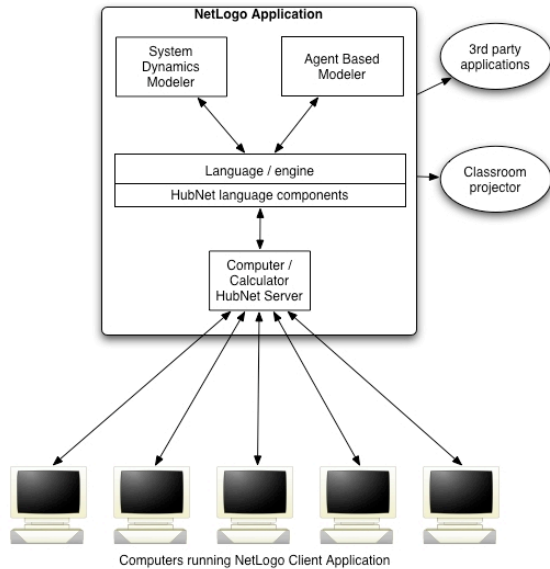 NetLogo Application
System
Dynamics
Modeler
Agent Based
Modeler
3rd party
applications
Language / engine
HubNet language components
Classroom
projector
Computer /
Calculator
HubNet Server
Computers running NetLogo Client Application